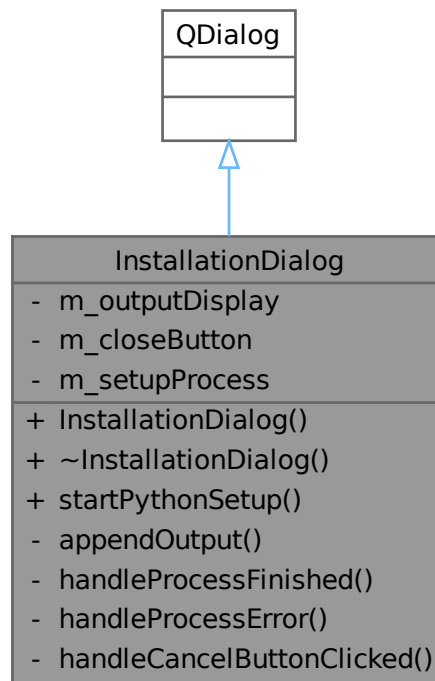 QDialog
InstallationDialog
- m_outputDisplay
- m_closeButton
- m_setupProcess
+ InstallationDialog()
+ ~InstallationDialog()
+ startPythonSetup()
- appendOutput()
- handleProcessFinished()
- handleProcessError()
- handleCancelButtonClicked()